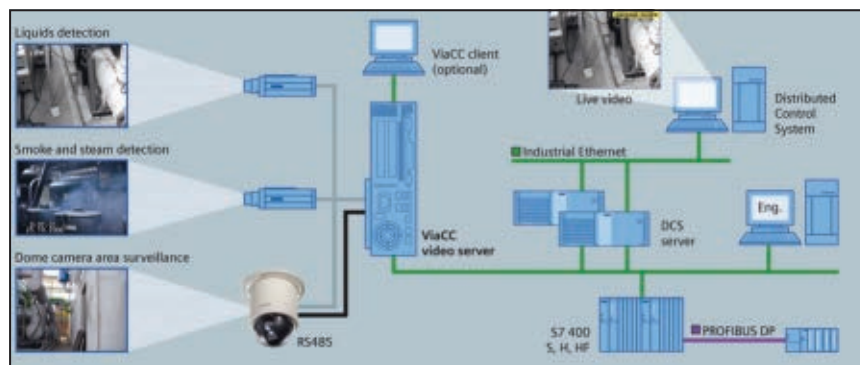 Liquids detection
ViaCC client
(optional)
Live video
Distributed
Control
System
Smoke and steam detection
Industrial Ethernet
Eng.
ViaCC
video server
DCS
server
Dome camera area surveillance
RS485
S7 400
S, H, HF
PROFIBUS DP